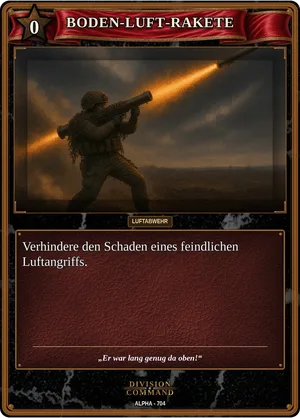 BODEN-LUFT-RAKETE
0
LUFTABWEHR
Verhindere den Schaden eines feindlichen
Luftangriffs.
„Er war lang genug da oben!“
DIVISION
COMMAND
ALPHA - 704